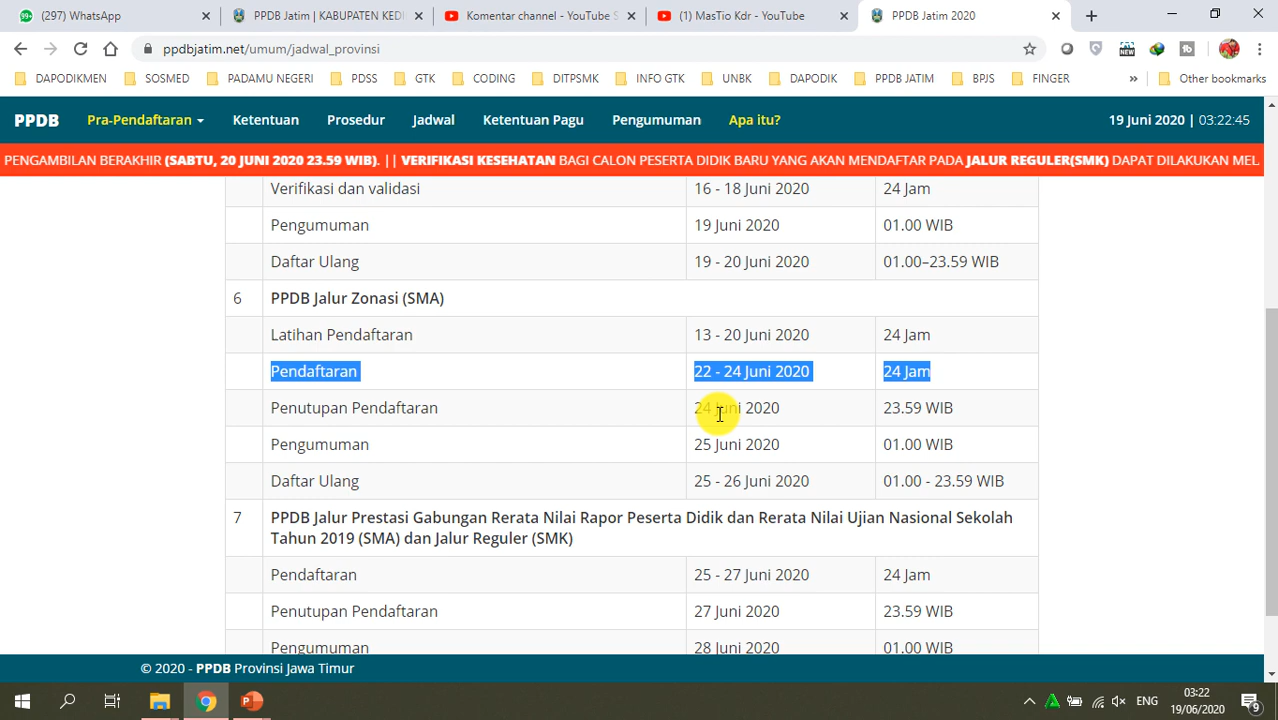 (297) WhatsApp
PPDB Jatim | KABUPATEN KEDI
Komentar channel - YouTube S
(1) MasTio Kdr - YouTube
PPDB Jatim 2020
ppdbjatim.net/umum/jadwal_provinsi
NEW
DAPODIKMEN SOSMED PADAMU NEGERI PDSS GTK CODING DITPSMK INFO GTK UNBK DAPODIK PPDB JATIM BPJS FINGER » Other bookmarks
PPDB Pra-Pendaftaran Ketentuan Prosedur Jadwal Ketentuan Pagu Pengumuman Apa itu? 19 Juni 2020 | 03:22:45
PENGAMBILAN BERAKHIR (SABTU, 20 JUNI 2020 23.59 WIB). || VERIFIKASI KESEHATAN BAGI CALON PESERTA DIDIK BARU YANG AKAN MENDAFTAR PADA JALUR REGULER(SMK) DAPAT DILAKUKAN MEL
Verifikasi dan validasi 16 - 18 Juni 2020 24 Jam
Pengumuman 19 Juni 2020 01.00 WIB
Daftar Ulang 19 - 20 Juni 2020 01.00–23.59 WIB
6 PPDB Jalur Zonasi (SMA)
Latihan Pendaftaran 13 - 20 Juni 2020 24 Jam
Pendaftaran 22 - 24 Juni 2020 24 Jam
Penutupan Pendaftaran 24 Juni 2020 23.59 WIB
Pengumuman 25 Juni 2020 01.00 WIB
Daftar Ulang 25 - 26 Juni 2020 01.00 - 23.59 WIB
7 PPDB Jalur Prestasi Gabungan Rerata Nilai Rapor Peserta Didik dan Rerata Nilai Ujian Nasional Sekolah
Tahun 2019 (SMA) dan Jalur Reguler (SMK)
Pendaftaran 25 - 27 Juni 2020 24 Jam
Penutupan Pendaftaran 27 Juni 2020 23.59 WIB
Pengumuman 28 Juni 2020 01.00 WIB
© 2020 - PPDB Provinsi Jawa Timur
ENG
03:22
19/06/2020
9